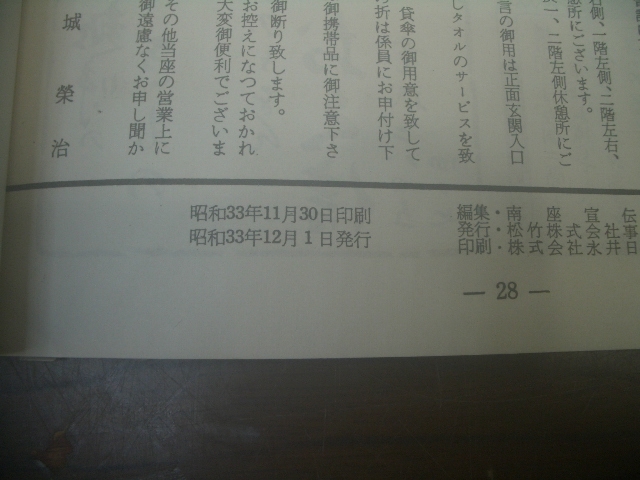 右側、一階左側、二階左右、
憩所にございます。
一、二階左側休憩所にご
言の御用は正面玄関入口
しタオルのサービスを致
貸傘の御用意を致して
折は係員にお申付け下
御携帯品に御注意下さ
御断り致します。
お控えになつておかれ
大変御便利でございま
その他当座の営業上に
御遠慮なくお申し聞か
城榮治
昭和33年11月30日印刷
昭和33年12月1日発行
編集・南座宣伝
発行・松竹株式会社
印刷・株式会社永井
事日
— 28 —